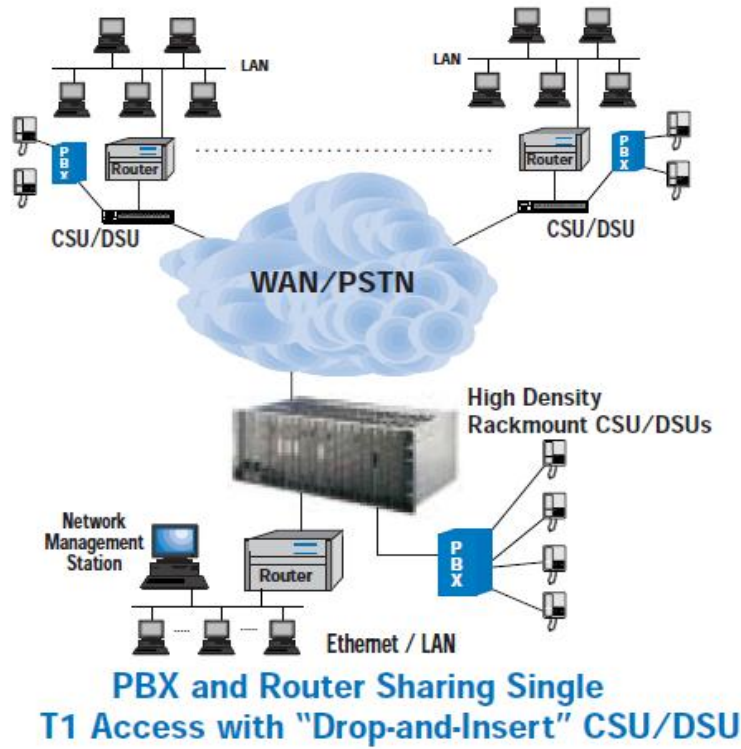 LAN
LAN
PBX
Router
Router
PBX
CSU/DSU
CSU/DSU
WAN/PSTN
High Density
Rackmount CSU/DSUs
Network
Management
Station
Router
PBX
Ethernet / LAN
PBX and Router Sharing Single
T1 Access with “Drop-and-Insert” CSU/DSU